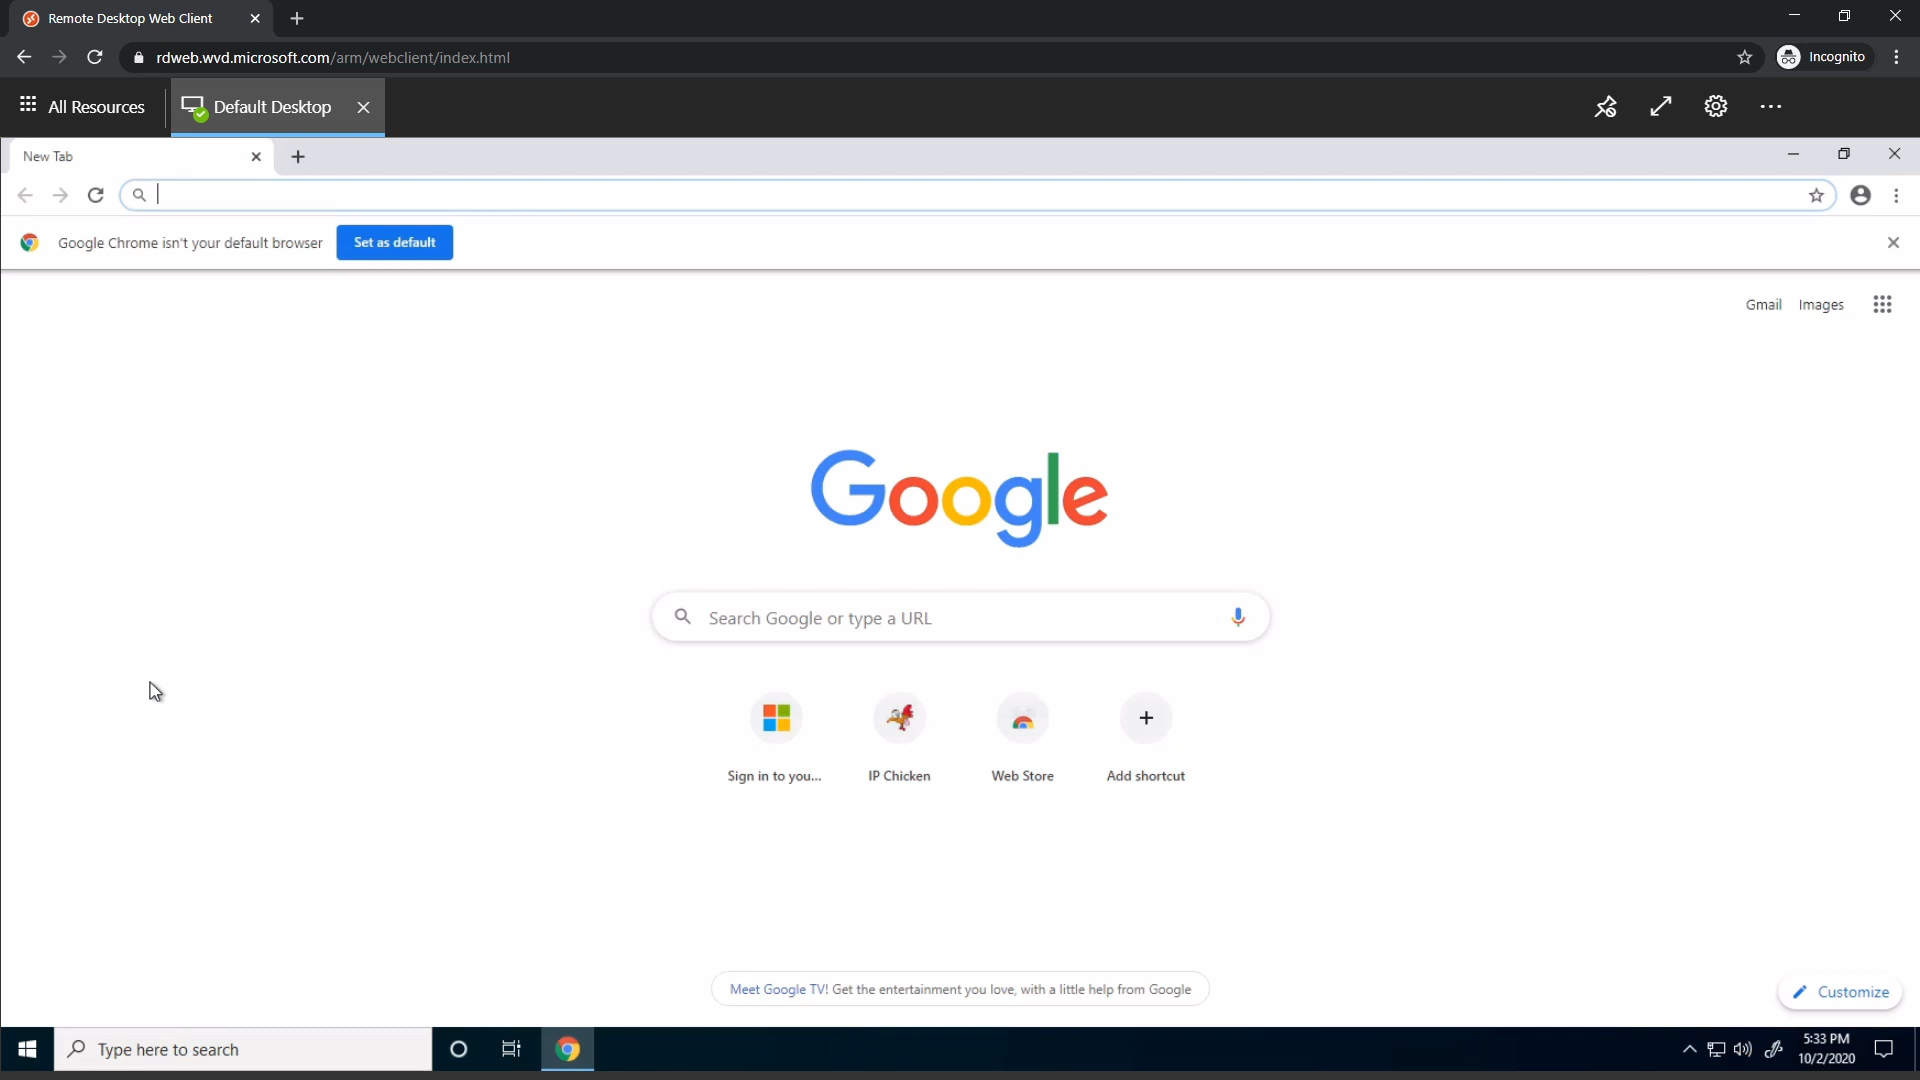 Remote Desktop Web Client
rdweb.wvd.microsoft.com/arm/webclient/index.html
Incognito
All Resources
Default Desktop
New Tab
Google Chrome isn't your default browser
Set as default
Gmail
Images
Google
Search Google or type a URL
Sign in to you...
IP Chicken
Web Store
Add shortcut
Meet Google TV! Get the entertainment you love, with a little help from Google
Customize
Type here to search
5:33 PM
10/2/2020